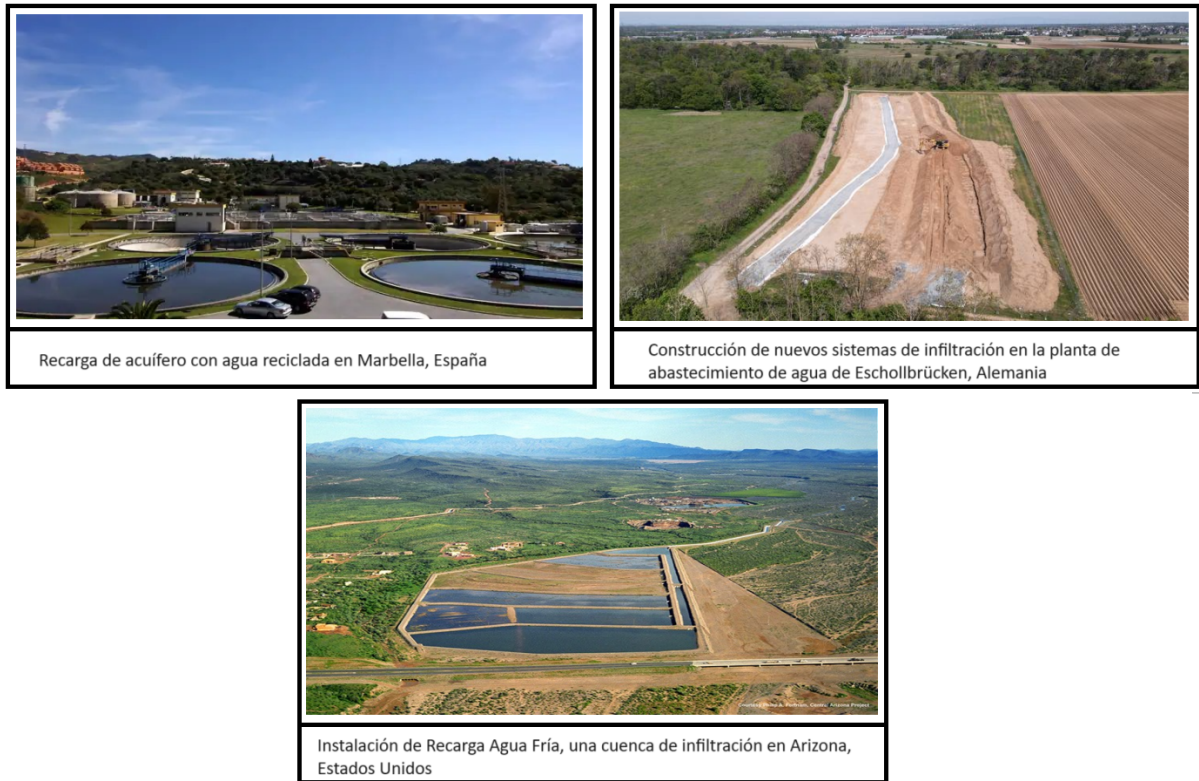 Recarga de acuífero con agua reciclada en Marbella, España
Construcción de nuevos sistemas de infiltración en la planta de
abastecimiento de agua de Eschollbrücken, Alemania
Instalación de Recarga Agua Fría, una cuenca de infiltración en Arizona,
Estados Unidos